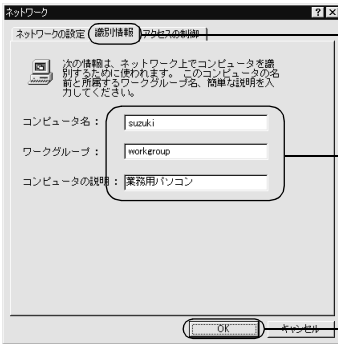 ネットワーク
ネットワークの設定 識別情報 アクセスの制御
次の情報は、ネットワーク上でコンピュータを識
別するために使われます。 このコンピュータの名
前と所属するワークグループ名、簡単な説明を入
力してください。
コンピュータ名: suzuki
ワークグループ: workgroup
コンピュータの説明: 業務用パソコン
OK キャンセル